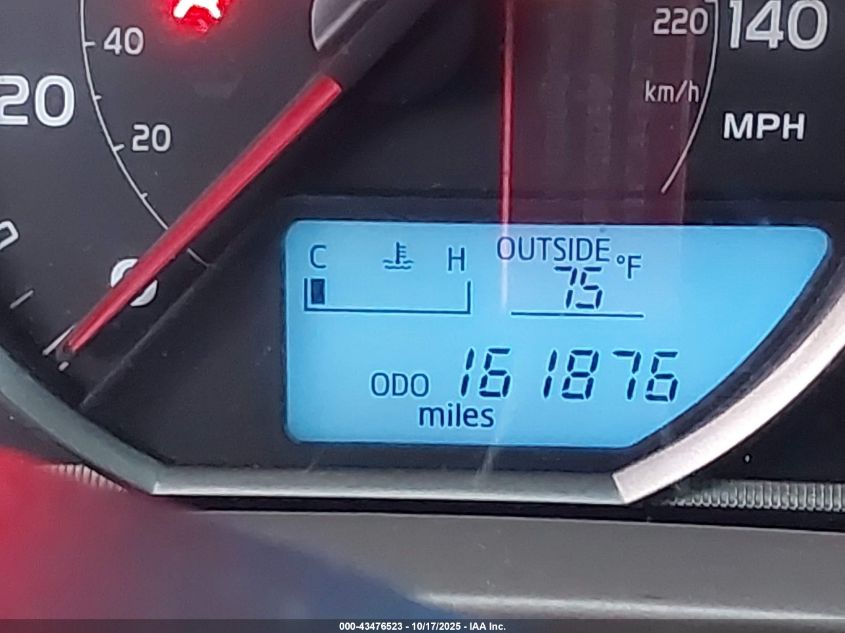 220 140
40
km/h
20
20
MPH
0
C H OUTSIDE °F
75
ODO 161876
miles
000-43476523 - 10/17/2025 - IAA Inc.